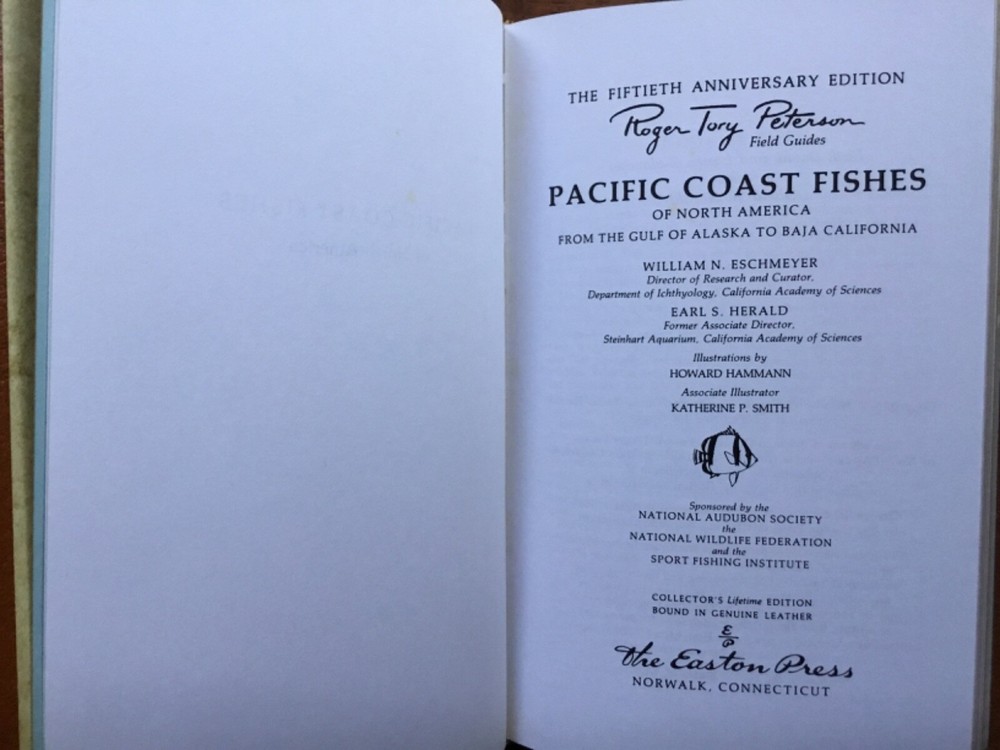 THE FIFTIETH ANNIVERSARY EDITION
Roger Tory Peterson
Field Guides
PACIFIC COAST FISHES
OF NORTH AMERICA
FROM THE GULF OF ALASKA TO BAJA CALIFORNIA
WILLIAM N. ESCHMEYER
Director of Research and Curator,
Department of Ichthyology, California Academy of Sciences
EARL S. HERALD
Former Associate Director,
Steinhart Aquarium, California Academy of Sciences
Illustrations by
HOWARD HAMMANN
Associate Illustrator
KATHERINE P. SMITH
Sponsored by the
NATIONAL AUDUBON SOCIETY
the
NATIONAL WILDLIFE FEDERATION
and the
SPORT FISHING INSTITUTE
COLLECTOR'S Lifetime EDITION
BOUND IN GENUINE LEATHER
The Easton Press
NORWALK, CONNECTICUT